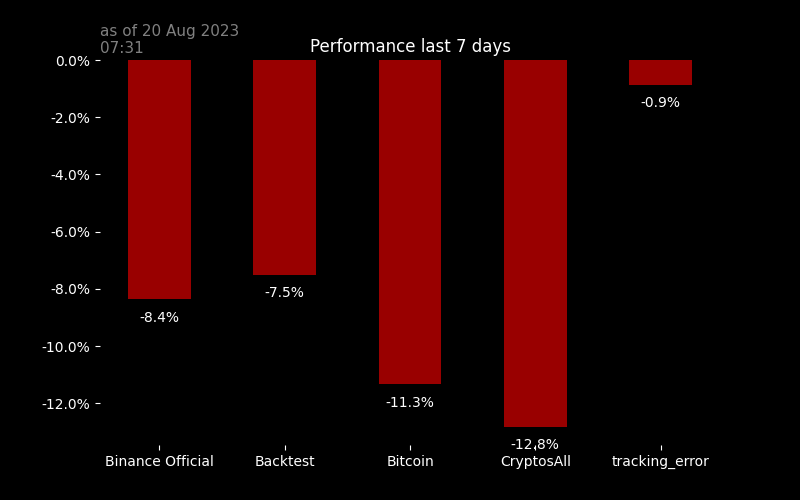 as of 20 Aug 2023
07:31
Performance last 7 days
0.0%
-2.0%
-4.0%
-6.0%
-8.0%
-10.0%
-12.0%
-8.4%
-7.5%
-11.3%
-12.8%
-0.9%
Binance Official
Backtest
Bitcoin
CryptosAll
tracking_error